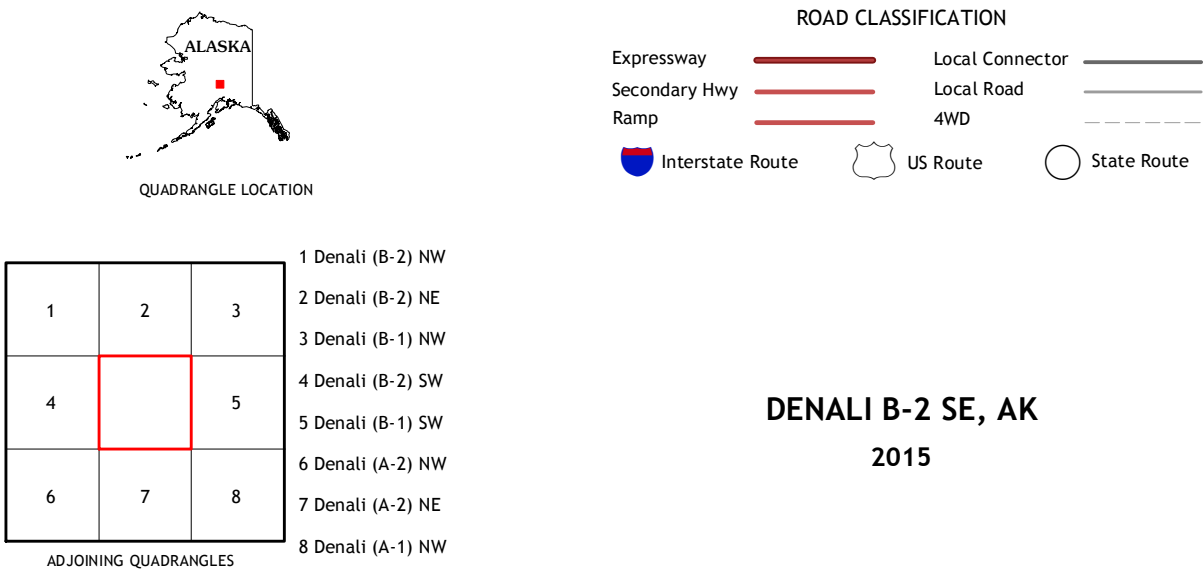 ALASKA
QUADRANGLE LOCATION
ROAD CLASSIFICATION
Expressway
Local Connector
Secondary Hwy
Local Road
Ramp
4WD
Interstate Route
US Route
State Route
1 2 3
4 5
6 7 8
ADJOINING QUADRANGLES
1 Denali (B-2) NW
2 Denali (B-2) NE
3 Denali (B-1) NW
4 Denali (B-2) SW
5 Denali (B-1) SW
6 Denali (A-2) NW
7 Denali (A-2) NE
8 Denali (A-1) NW
DENALI B-2 SE, AK
2015